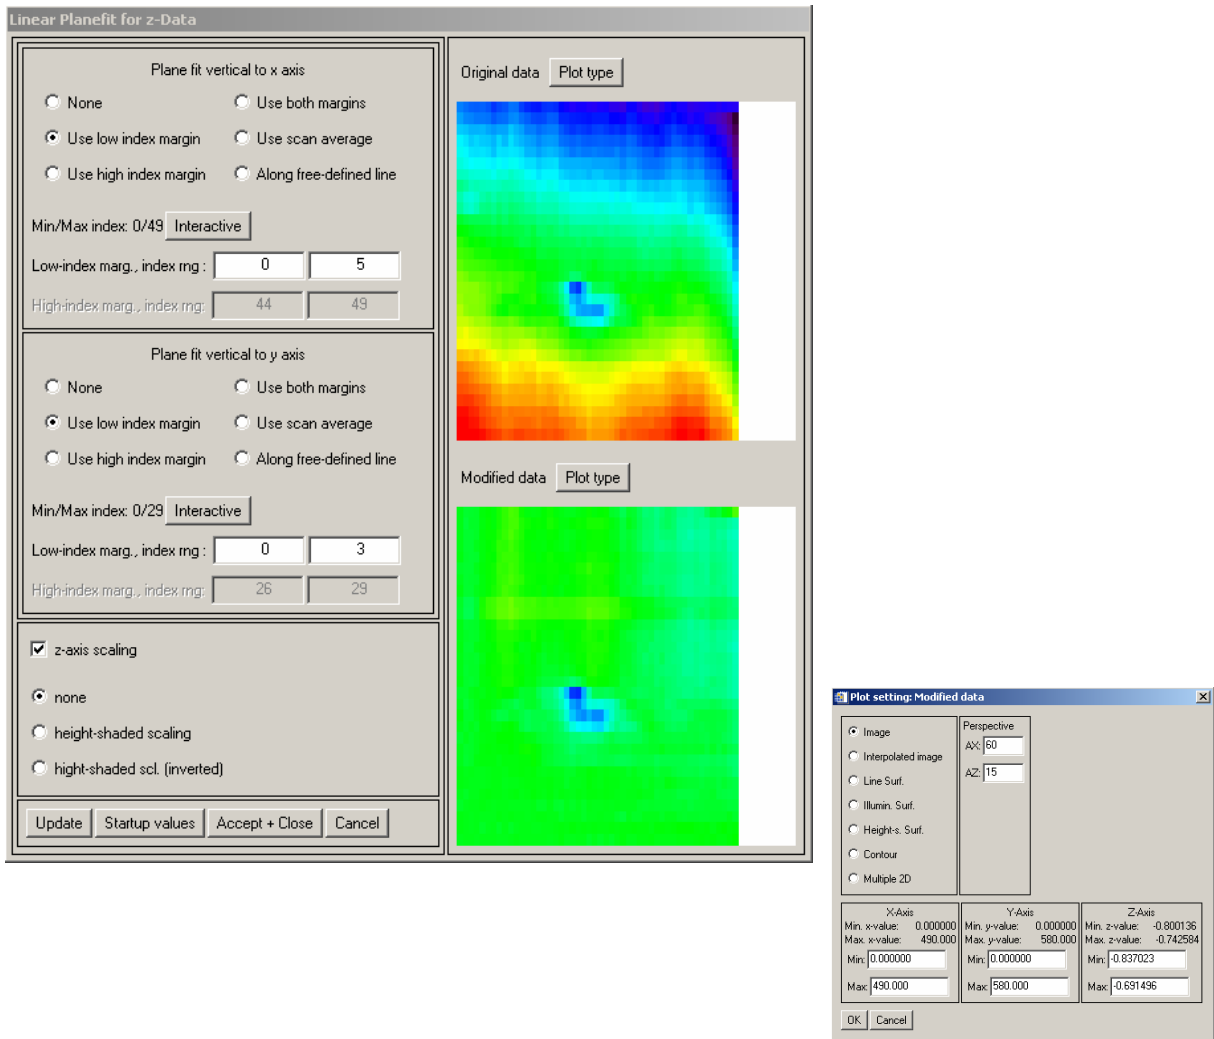 Linear Planefit for z-Data
Plane fit vertical to x axis
None
Use both margins
Use low index margin
Use scan average
Use high index margin
Along free-defined line
Min/Max index: 0/49 Interactive
Low-index marg., index rng : 0 5
High-index marg., index rng: 44 49
Plane fit vertical to y axis
None
Use both margins
Use low index margin
Use scan average
Use high index margin
Along free-defined line
Min/Max index: 0/29 Interactive
Low-index marg., index rng : 0 3
High-index marg., index rng: 26 29
z-axis scaling
none
height-shaded scaling
hight-shaded scl. (inverted)
Update Startup values Accept + Close Cancel
Original data Plot type
Modified data Plot type
Plot setting: Modified data
Image
Interpolated image
Line Surf.
Illumin. Surf.
Height-s. Surf.
Contour
Multiple 2D
Perspective
AX: 60
AZ: 15
X-Axis
Min. x-value: 0.000000
Max. x-value: 490.000
Min: 0.000000
Max: 490.000
Y-Axis
Min. y-value: 0.000000
Max. y-value: 580.000
Min: 0.000000
Max: 580.000
Z-Axis
Min. z-value: -0.800136
Max. z-value: -0.742584
Min: -0.837023
Max: -0.691496
OK Cancel